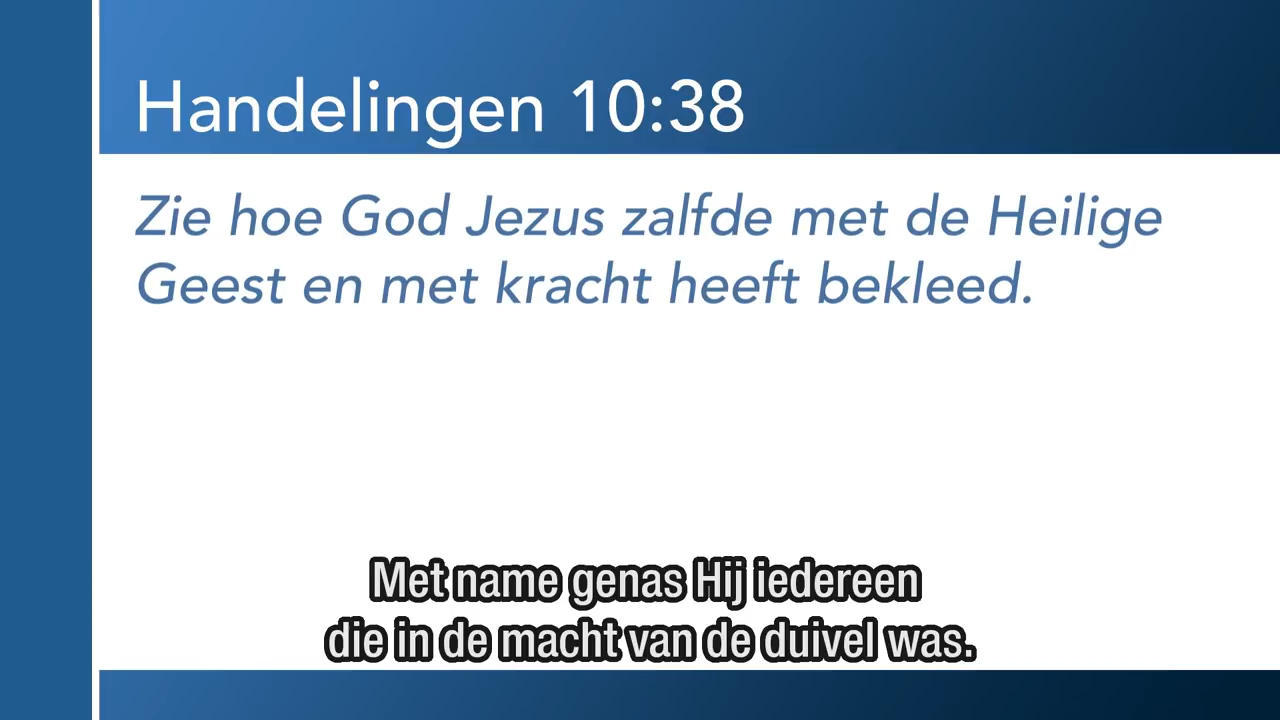 Handelingen 10:38
Zie hoe God Jezus zalfde met de Heilige
Geest en met kracht heeft bekleed.
Met name genas Hij iedereen
die in de macht van de duivel was.